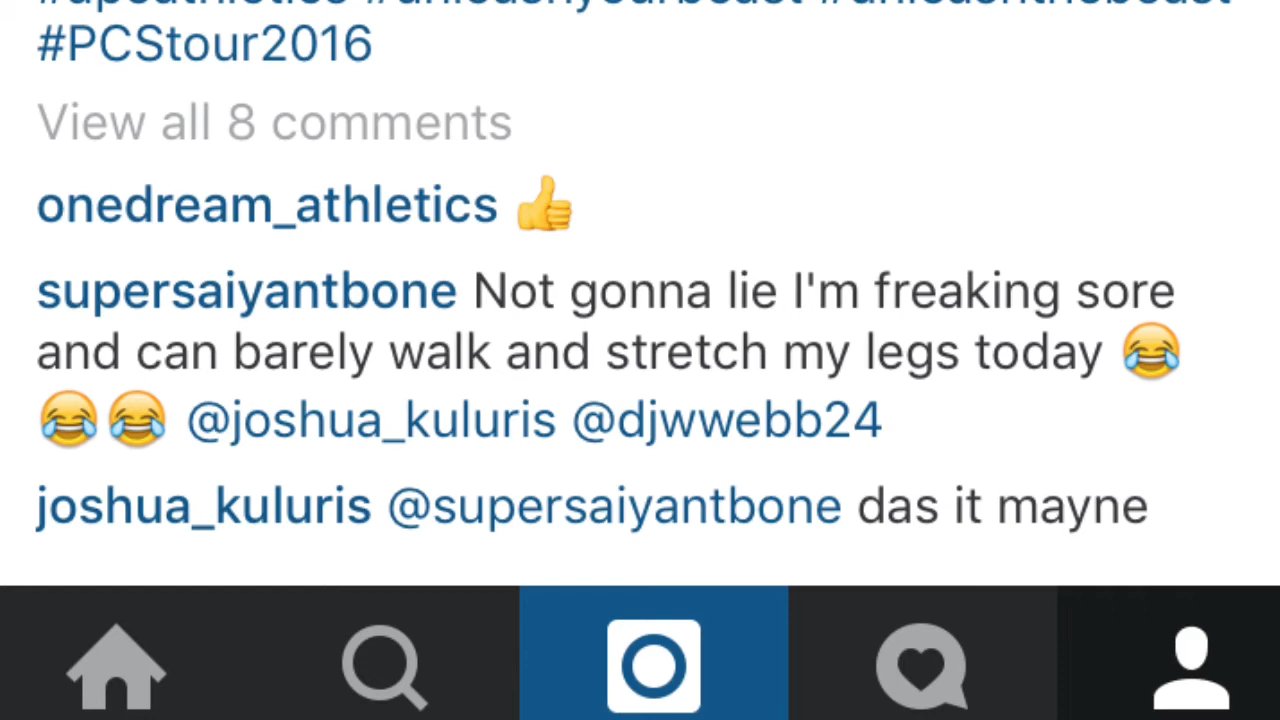 #PCStour2016
View all 8 comments
onedream_athletics 👍
supersaiyantbone Not gonna lie I'm freaking sore
and can barely walk and stretch my legs today 😂
😂😂 @joshua_kuluris @djwwebb24
joshua_kuluris @supersaiyantbone das it mayne